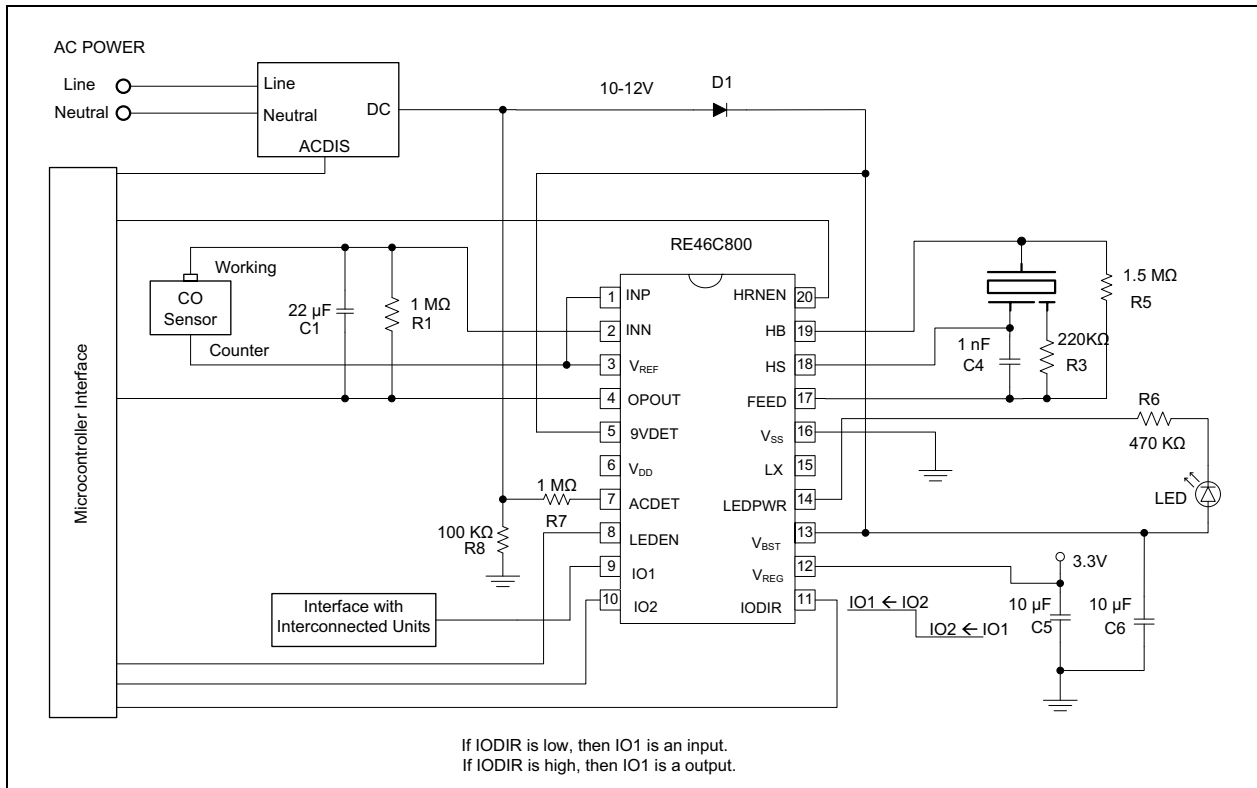 AC POWER
Line
Neutral
Line
Neutral
DC
ACDIS
10-12V
D1
Microcontroller Interface
RE46C800
Working
CO
Sensor
Counter
22 µF
C1
1 MΩ
R1
1 INP
2 INN
3 VREF
4 OPOUT
5 9VDET
6 VDD
7 ACDET
8 LEDEN
9 IO1
10 IO2
HRNEN 20
HB 19
HS 18
FEED 17
VSS 16
LX 15
LEDPWR 14
VBST 13
VREG 12
IODIR 11
1 MΩ
R7
100 KΩ
R8
Interface with
Interconnected Units
1.5 MΩ
R5
1 nF
C4
220KΩ
R3
R6
470 KΩ
LED
3.3V
10 µF
C5
10 µF
C6
IO1 ← IO2
IO2 ← IO1
If IODIR is low, then IO1 is an input.
If IODIR is high, then IO1 is a output.